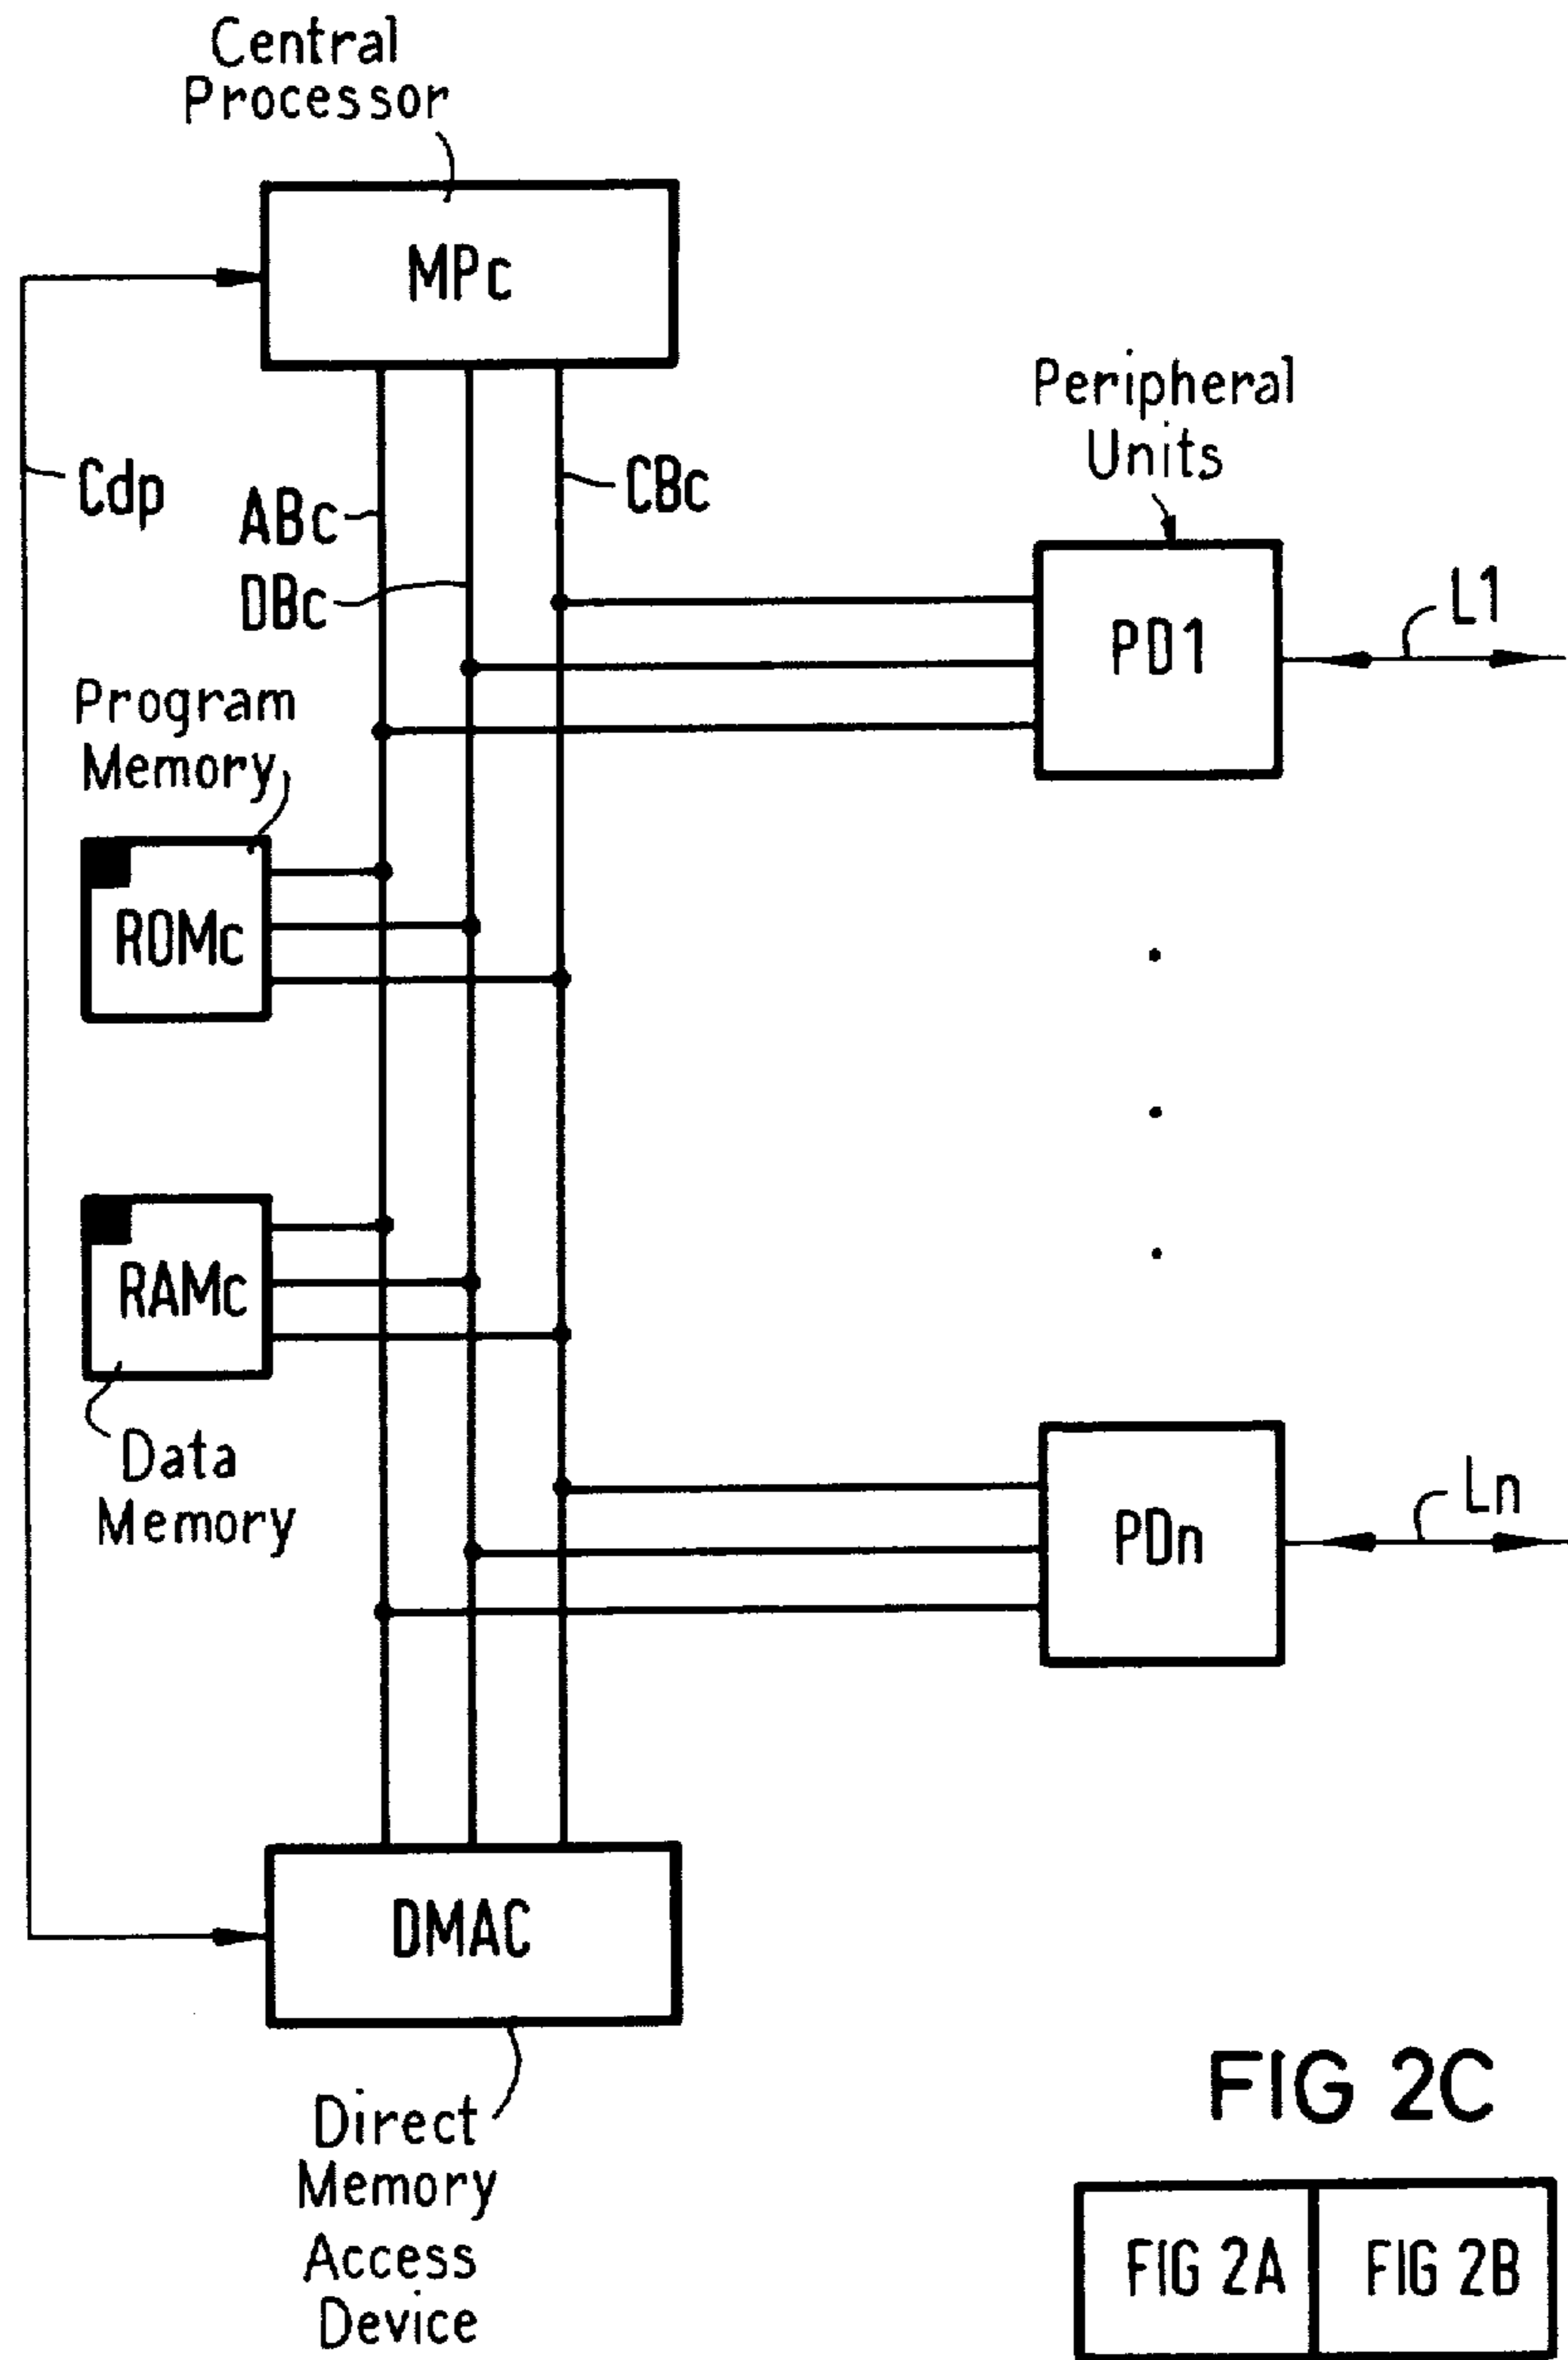 Central
Processor
MPc
Cdp
ABc
CBc
DBc
Peripheral
Units
PD1
L1
Program
Memory
ROMc
RAMc
Data
Memory
PDn
Ln
DMAC
Direct
Memory
Access
Device
FIG 2C
FIG 2A
FIG 2B